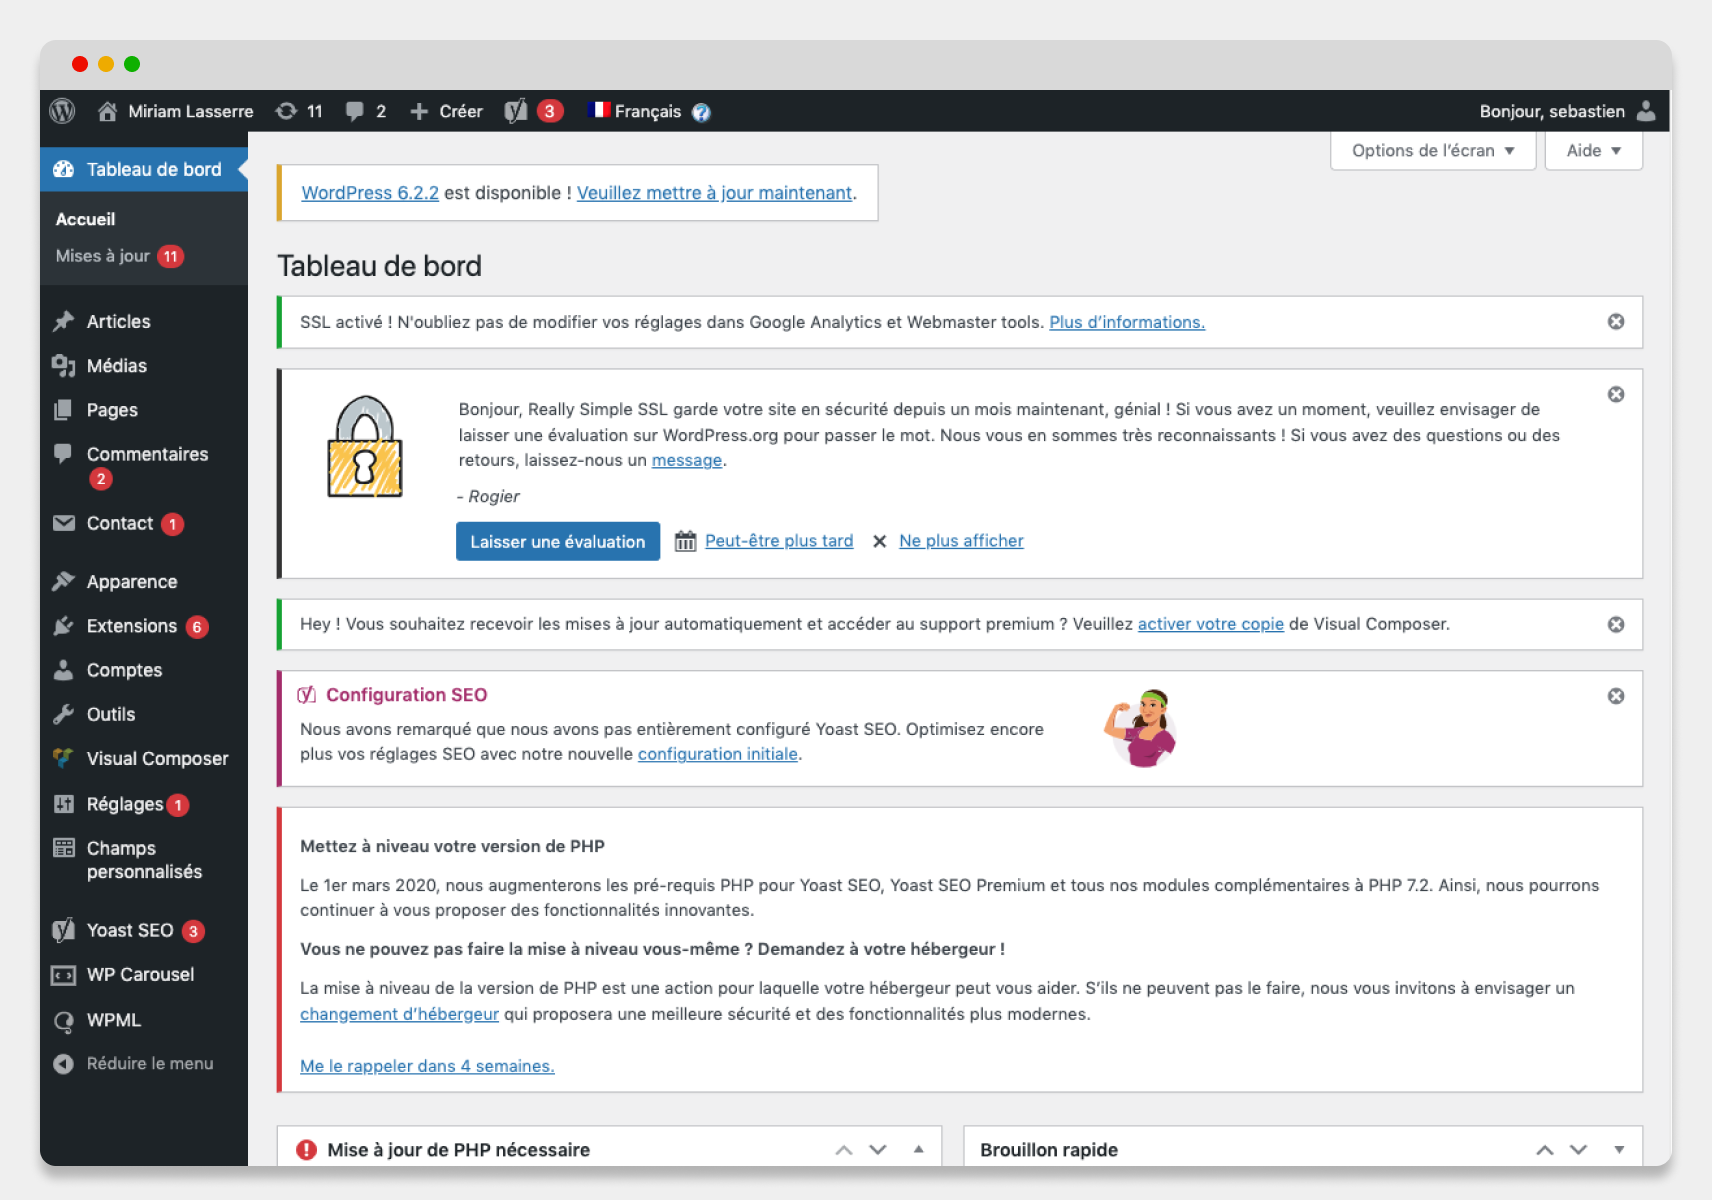 Miriam Lasserre 11 2 Créer 3 Français Bonjour, sebastien
Tableau de bord
Accueil
Mises à jour 11
Articles
Médias
Pages
Commentaires
2
Contact 1
Apparence
Extensions 6
Comptes
Outils
Visual Composer
Réglages 1
Champs
personnalisés
Yoast SEO 3
WP Carousel
WPML
Réduire le menu
Options de l'écran
Aide
WordPress 6.2.2 est disponible ! Veuillez mettre à jour maintenant.
Tableau de bord
SSL activé ! N'oubliez pas de modifier vos réglages dans Google Analytics et Webmaster tools. Plus d’informations.
Bonjour, Really Simple SSL garde votre site en sécurité depuis un mois maintenant, génial ! Si vous avez un moment, veuillez envisager de
laisser une évaluation sur WordPress.org pour passer le mot. Nous vous en sommes très reconnaissants ! Si vous avez des questions ou des
retours, laissez-nous un message.
- Rogier
Laisser une évaluation Peut-être plus tard Ne plus afficher
Hey ! Vous souhaitez recevoir les mises à jour automatiquement et accéder au support premium ? Veuillez activer votre copie de Visual Composer.
Configuration SEO
Nous avons remarqué que nous avons pas entièrement configuré Yoast SEO. Optimisez encore
plus vos réglages SEO avec notre nouvelle configuration initiale.
Mettez à niveau votre version de PHP
Le 1er mars 2020, nous augmenterons les pré-requis PHP pour Yoast SEO, Yoast SEO Premium et tous nos modules complémentaires à PHP 7.2. Ainsi, nous pourrons
continuer à vous proposer des fonctionnalités innovantes.
Vous ne pouvez pas faire la mise à niveau vous-même ? Demandez à votre hébergeur !
La mise à niveau de la version de PHP est une action pour laquelle votre hébergeur peut vous aider. S’ils ne peuvent pas le faire, nous vous invitons à envisager un
changement d’hébergeur qui proposera une meilleure sécurité et des fonctionnalités plus modernes.
Me le rappeler dans 4 semaines.
Mise à jour de PHP nécessaire
Brouillon rapide